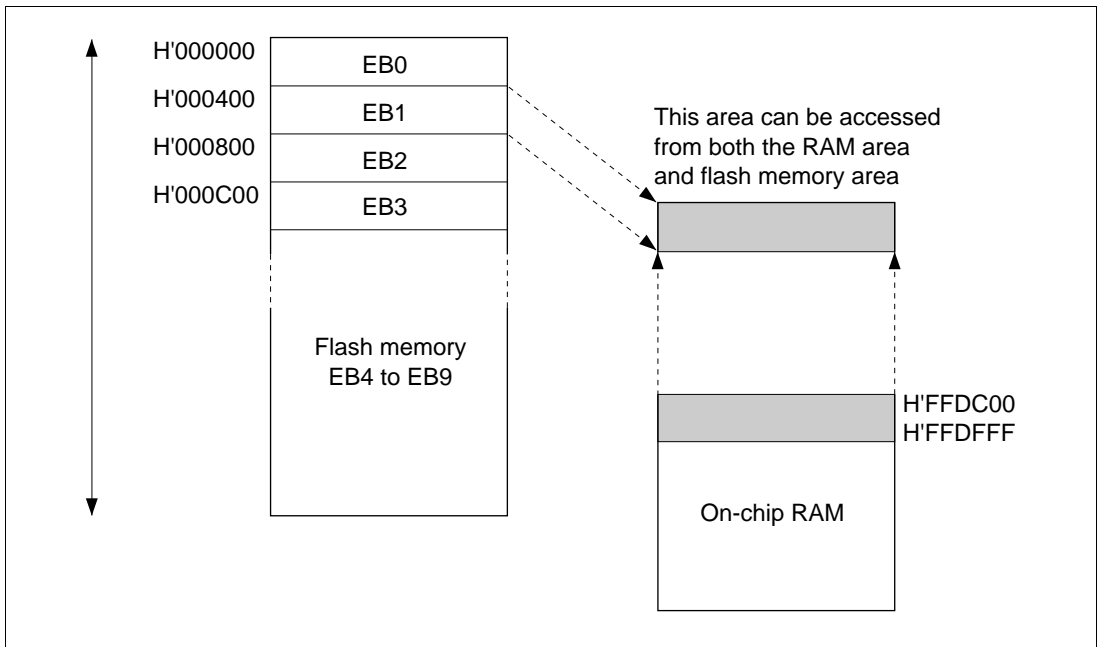 H'000000
EB0
H'000400
EB1
H'000800
EB2
H'000C00
EB3
This area can be accessed
from both the RAM area
and flash memory area
Flash memory
EB4 to EB9
H'FFDC00
H'FFDFFF
On-chip RAM